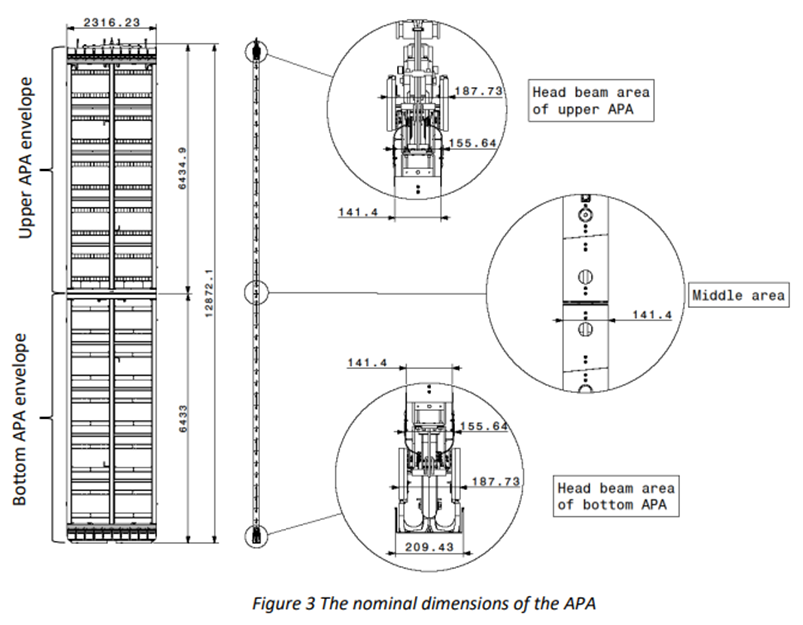 2316.23
Upper APA envelope
6434.9
12872.1
Bottom APA envelope
6433
187.73
155.64
141.4
Head beam area
of upper APA
Middle area
141.4
141.4
155.64
187.73
209.43
Head beam area
of bottom APA
Figure 3 The nominal dimensions of the APA